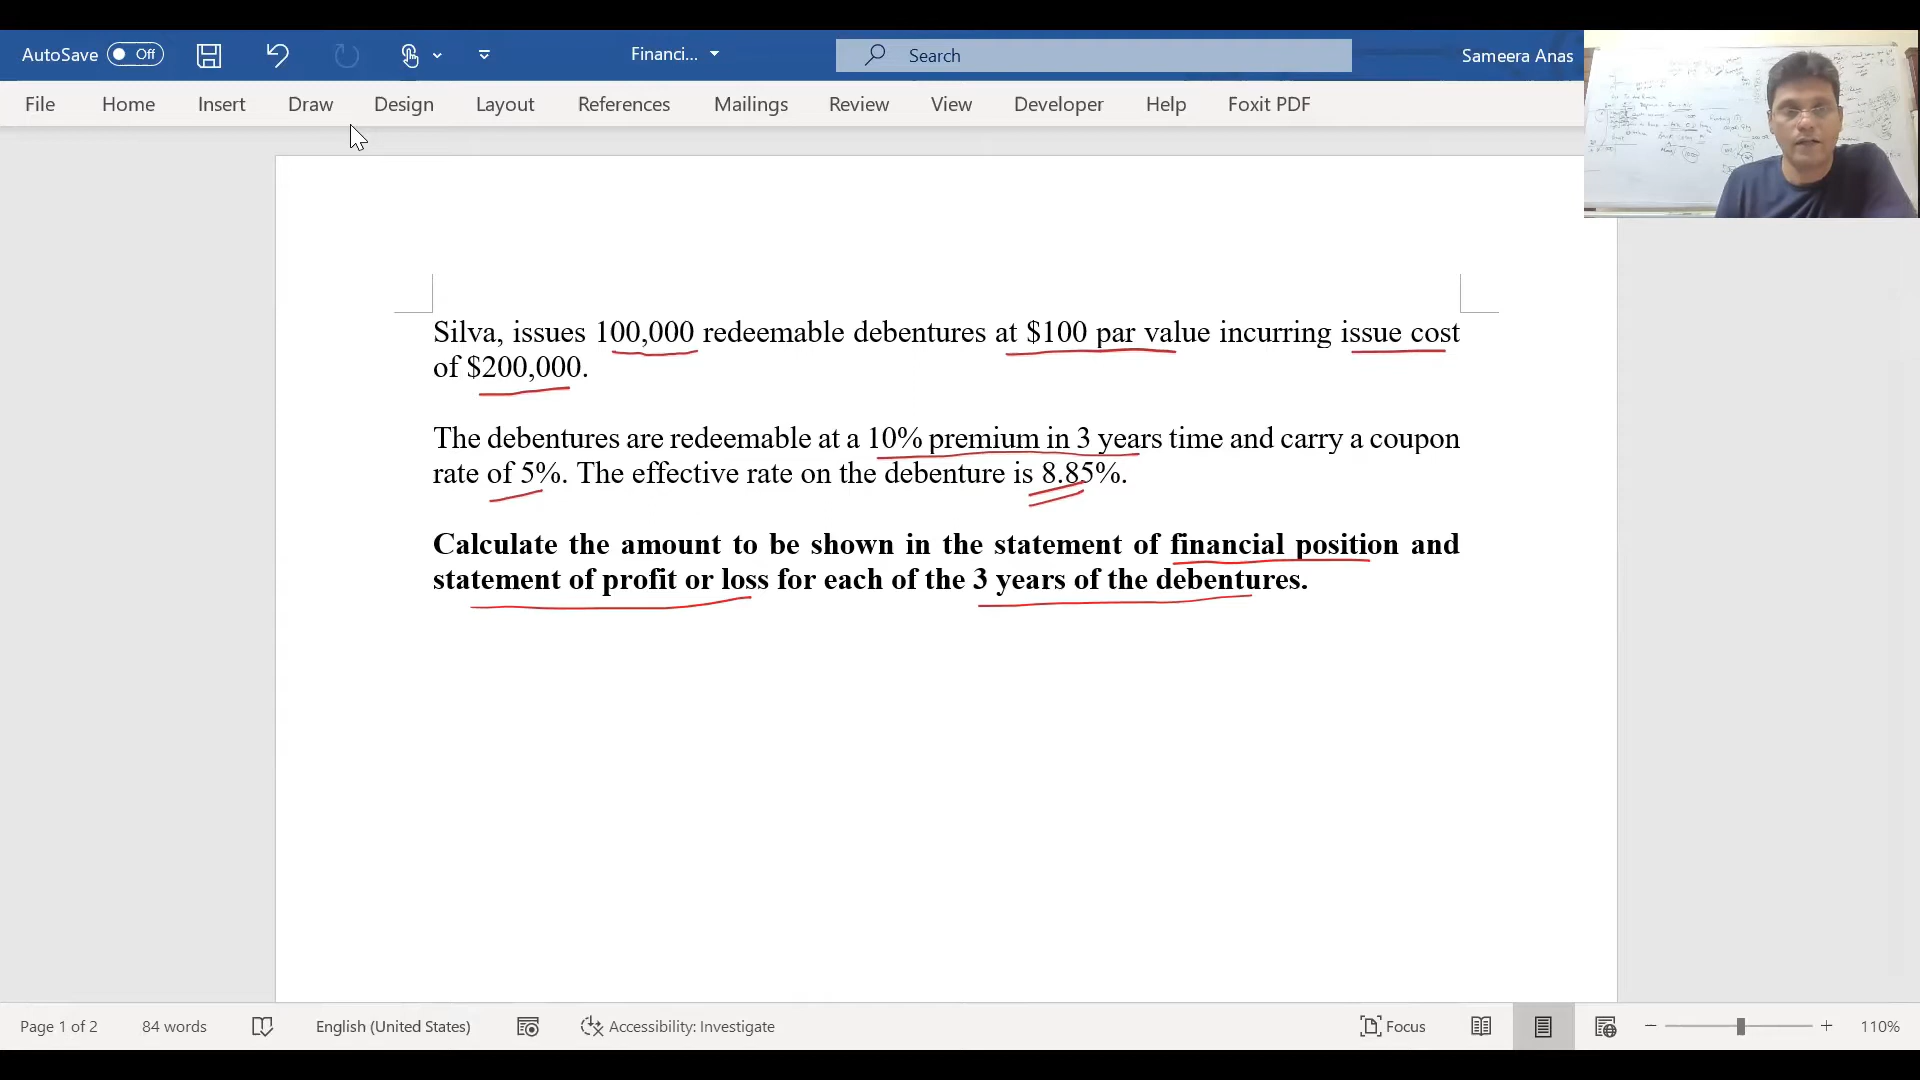 AutoSave Off Financi... Search Sameera Anas
File Home Insert Draw Design Layout References Mailings Review View Developer Help Foxit PDF
Silva, issues 100,000 redeemable debentures at $100 par value incurring issue cost
of $200,000.
The debentures are redeemable at a 10% premium in 3 years time and carry a coupon
rate of 5%. The effective rate on the debenture is 8.85%.
Calculate the amount to be shown in the statement of financial position and
statement of profit or loss for each of the 3 years of the debentures.
Page 1 of 2 84 words English (United States) Accessibility: Investigate Focus 110%